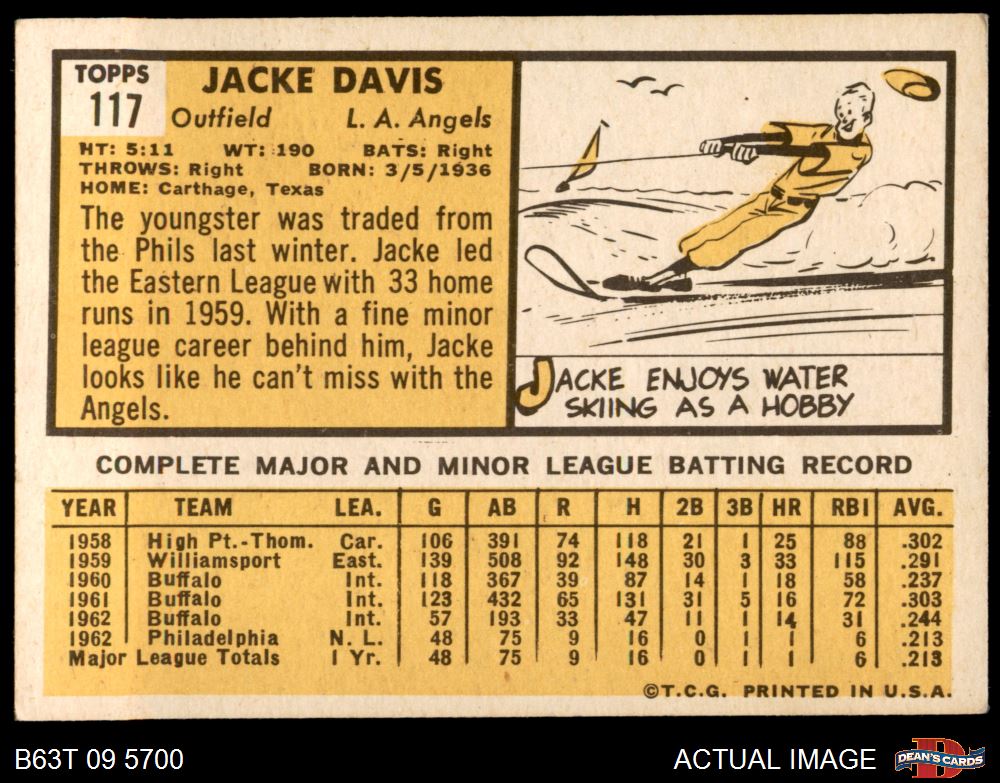 TOPPS
117
JACKE DAVIS
Outfield L. A. Angels
HT: 5:11 WT: 190 BATS: Right
THROWS: Right BORN: 3/5/1936
HOME: Carthage, Texas
The youngster was traded from
the Phils last winter. Jacke led
the Eastern League with 33 home
runs in 1959. With a fine minor
league career behind him, Jacke
looks like he can't miss with the
Angels.
JACKE ENJOYS WATER
SKIING AS A HOBBY
COMPLETE MAJOR AND MINOR LEAGUE BATTING RECORD
YEAR TEAM LEA. G AB R H 2B 3B HR RBI AVG.
1958 High Pt.-Thom. Car. 106 391 74 118 21 1 25 88 .302
1959 Williamsport East. 139 508 92 148 30 3 33 115 .291
1960 Buffalo Int. 118 367 39 87 14 1 18 58 .237
1961 Buffalo Int. 123 432 65 131 31 5 16 72 .303
1962 Buffalo Int. 57 193 33 47 11 1 14 31 .244
1962 Philadelphia N. L. 48 75 9 16 0 1 1 6 .213
Major League Totals 1 Yr. 48 75 9 16 0 1 1 6 .213
©T.C.G. PRINTED IN U.S.A.
B63T 09 5700 ACTUAL IMAGE
D
DEAN'S CARDS